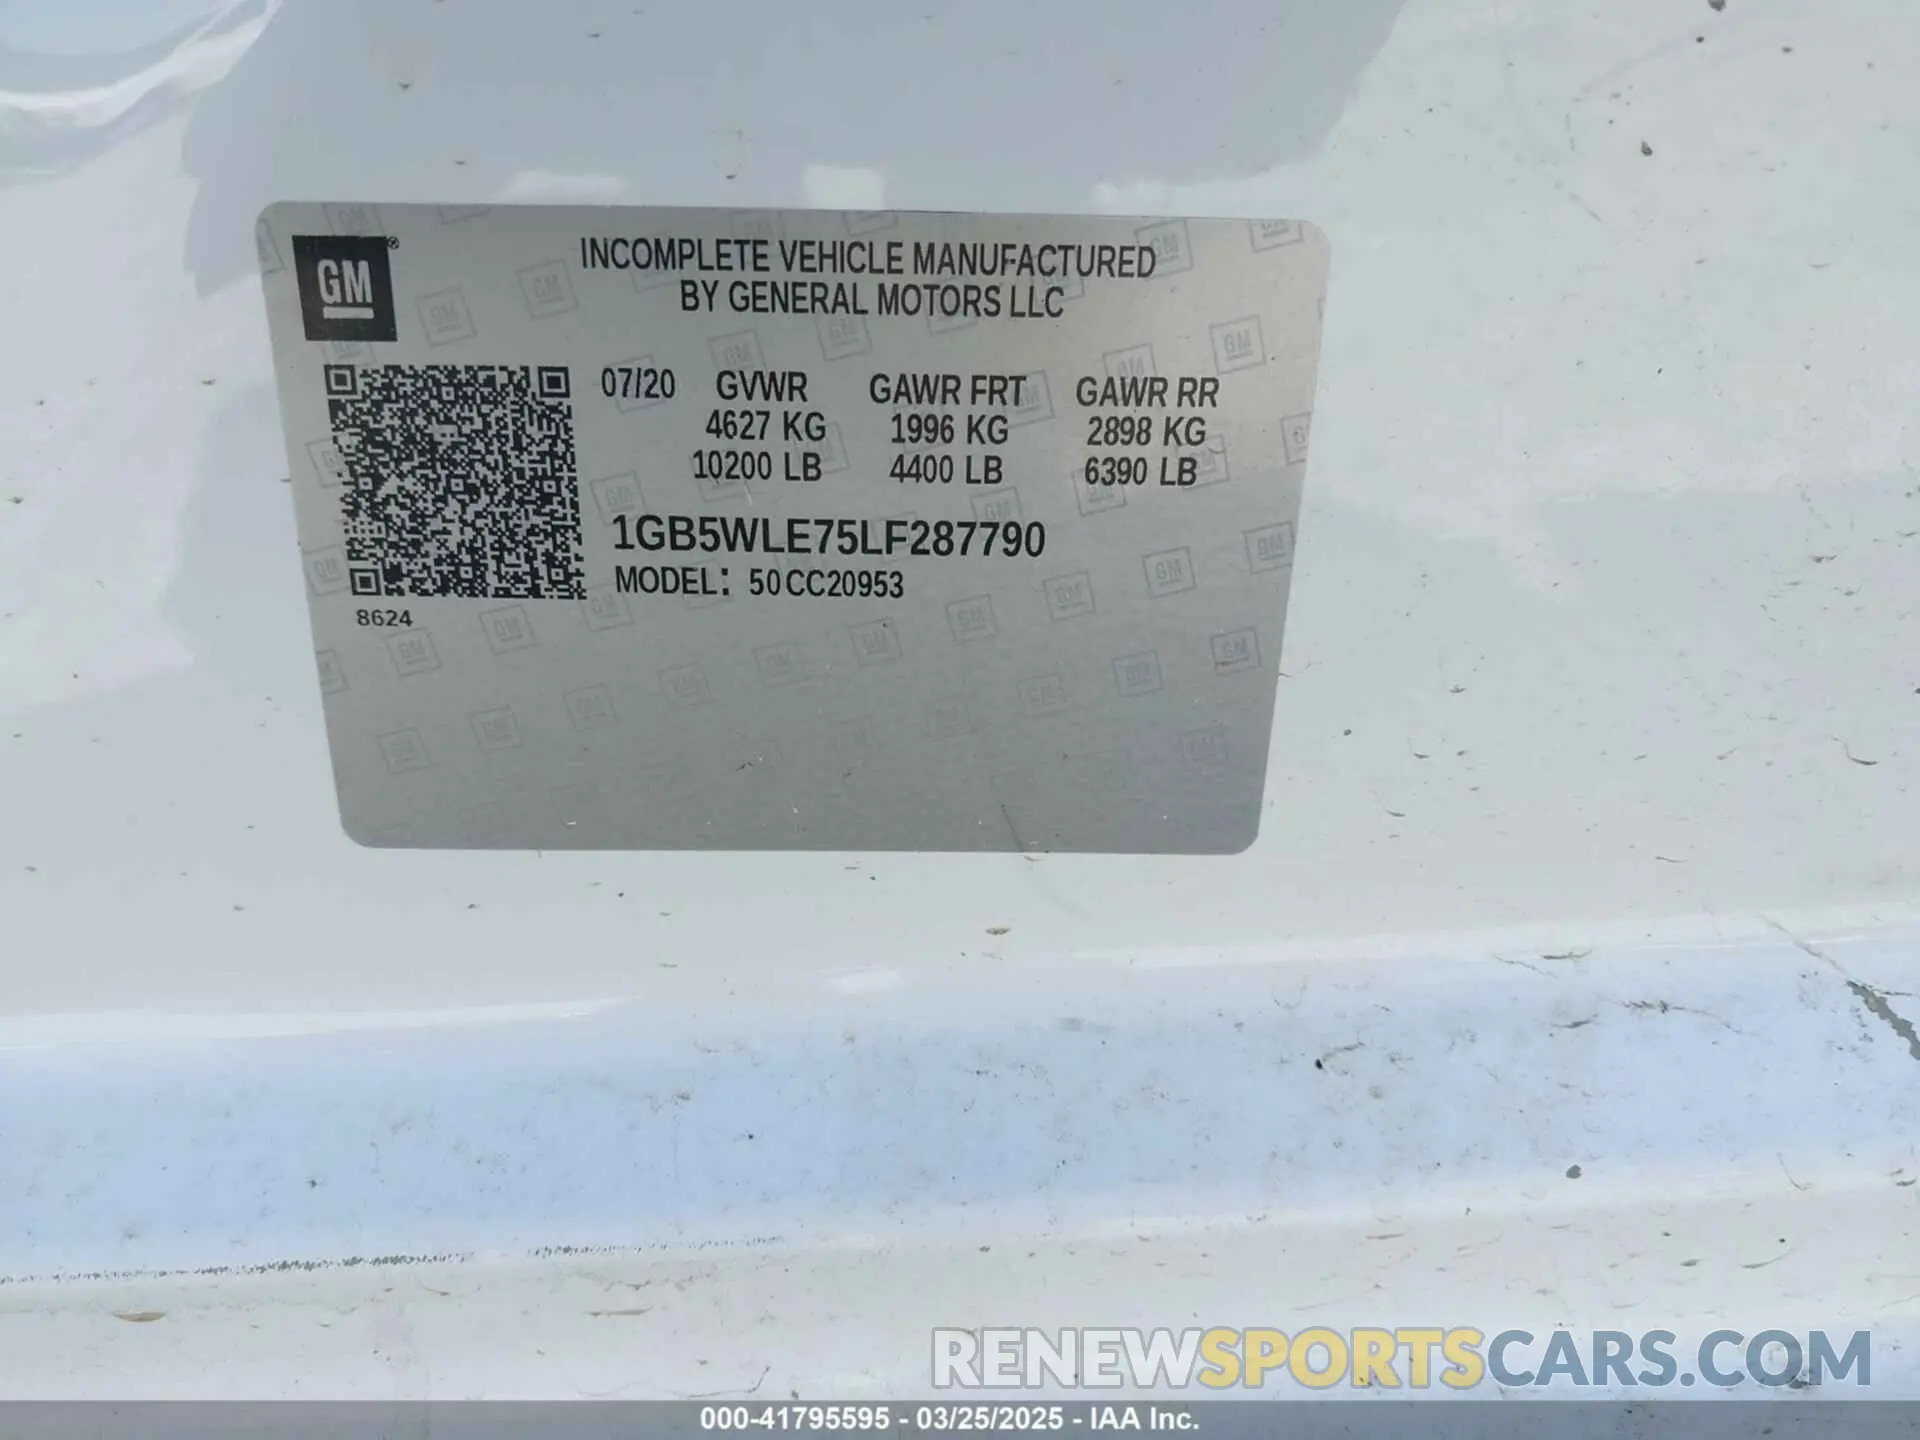 GM®
INCOMPLETE VEHICLE MANUFACTURED
BY GENERAL MOTORS LLC
07/20 GVWR GAWR FRT GAWR RR
4627 KG 1996 KG 2898 KG
10200 LB 4400 LB 6390 LB
1GB5WLE75LF287790
MODEL: 50CC20953
8624
RENEWSPORTSCARS.COM
000-41795595 - 03/25/2025 - IAA Inc.